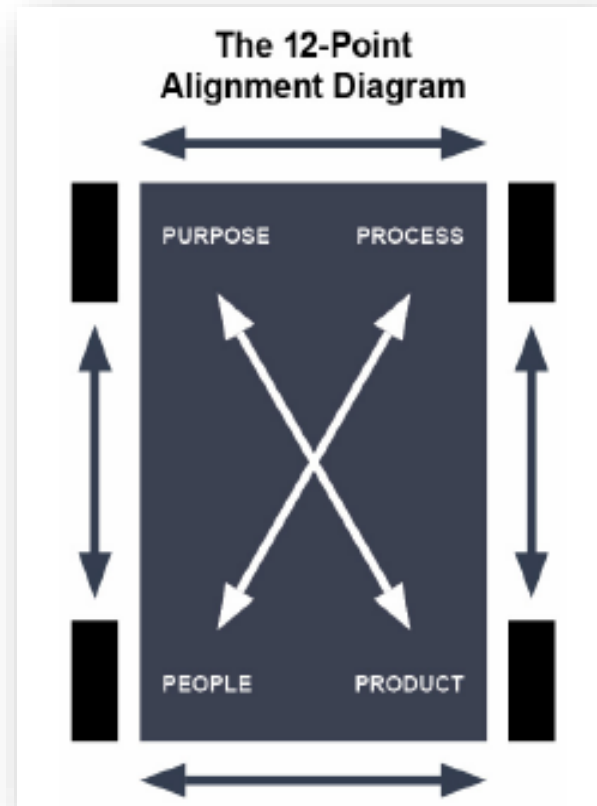 The 12-Point
Alignment Diagram
PURPOSE PROCESS
PEOPLE PRODUCT